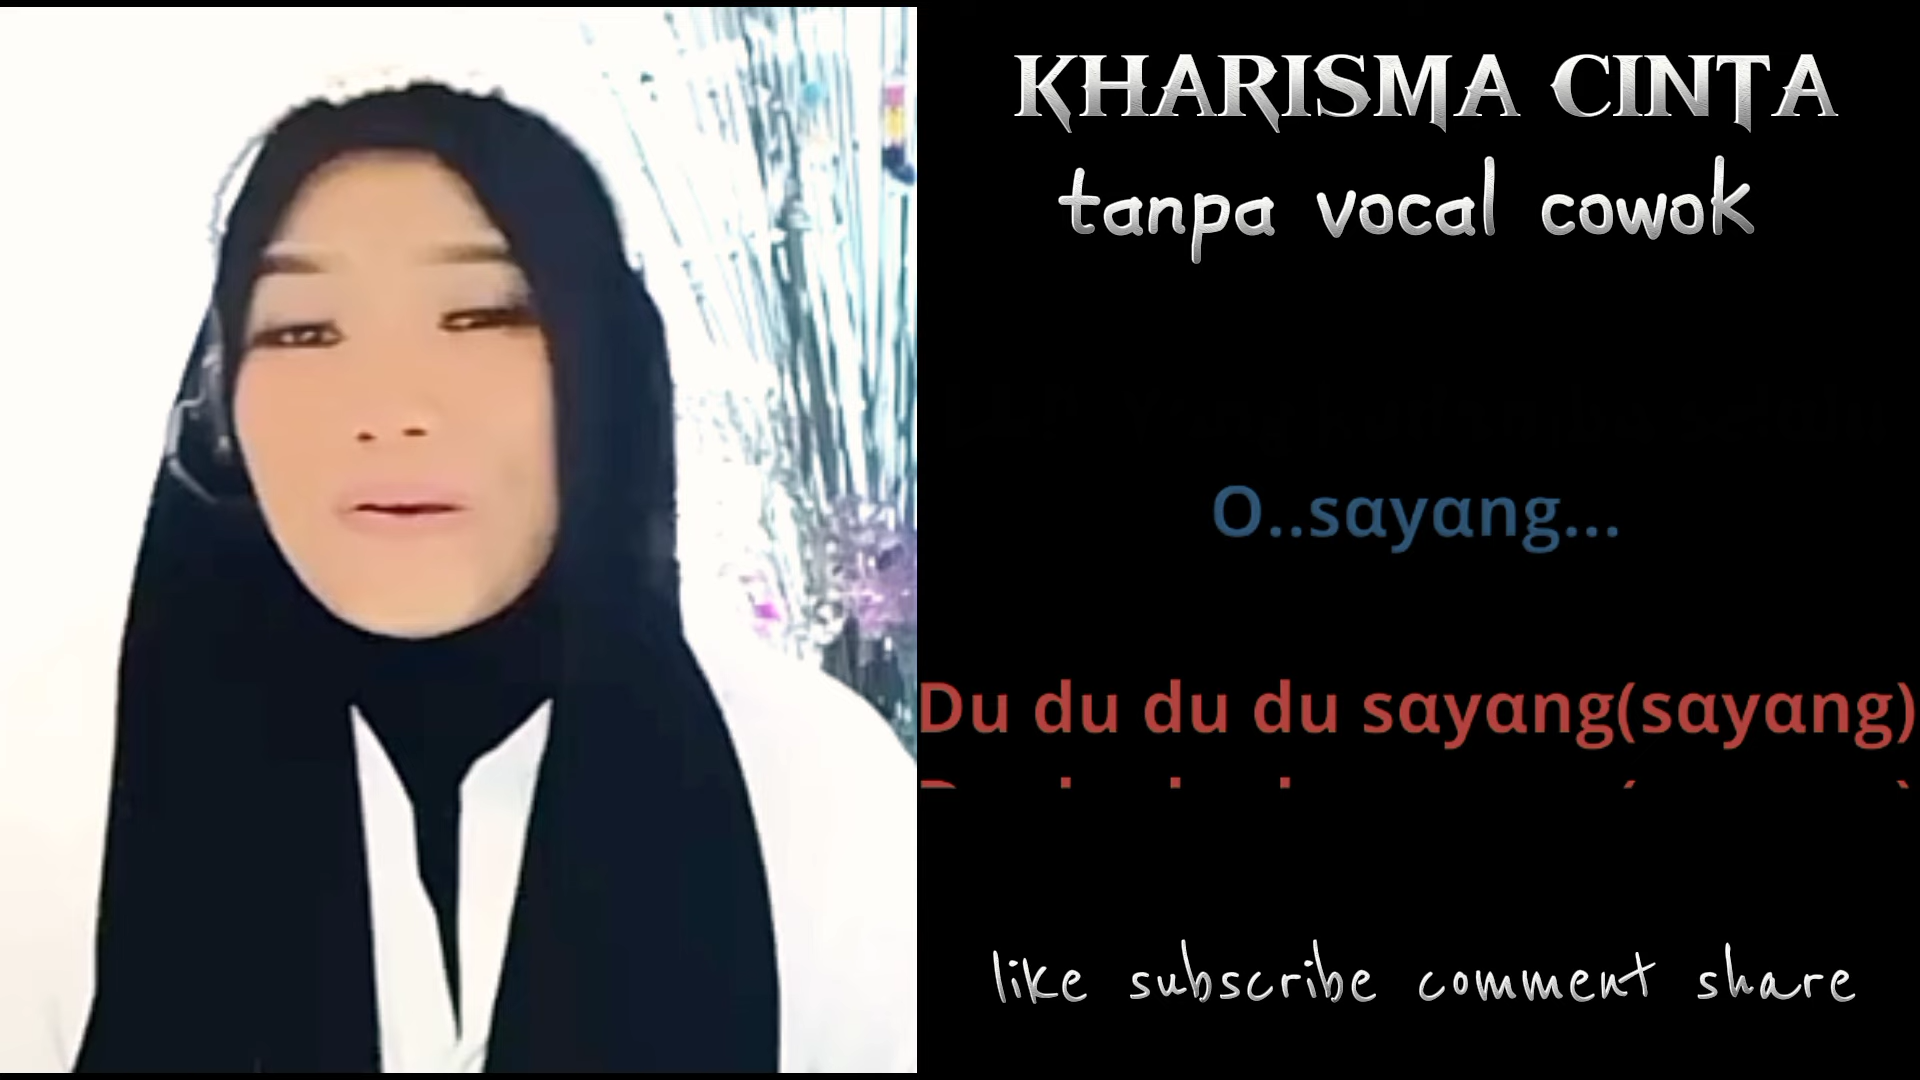 KHARISMA CINTA
tanpa vocal cowok
O..sayang...
Du du du du sayang(sayang)
like subscribe comment share